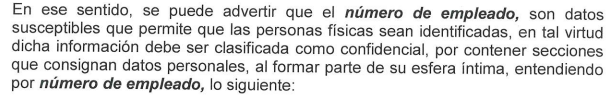 En ese sentido, se puede advertir que el número de empleado, son datos
susceptibles que permite que las personas físicas sean identificadas, en tal virtud
dicha información debe ser clasificada como confidencial, por contener secciones
que consignan datos personales, al formar parte de su esfera íntima, entendiendo
por número de empleado, lo siguiente: